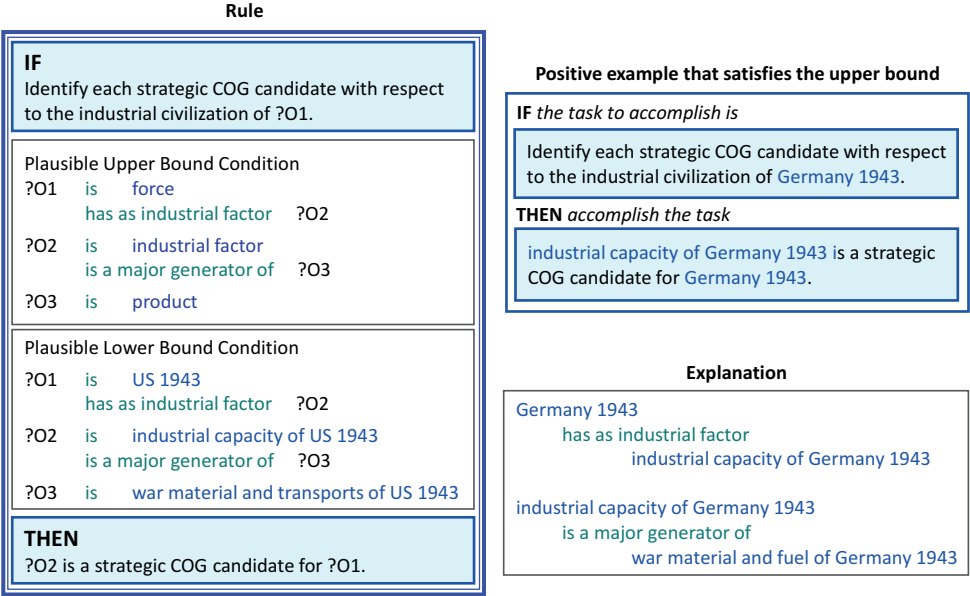 Rule
IF
Identify each strategic COG candidate with respect
to the industrial civilization of ?O1.
Plausible Upper Bound Condition
?O1 is force
has as industrial factor ?O2
?O2 is industrial factor
is a major generator of ?O3
?O3 is product
Plausible Lower Bound Condition
?O1 is US 1943
has as industrial factor ?O2
?O2 is industrial capacity of US 1943
is a major generator of ?O3
?O3 is war material and transports of US 1943
THEN
?O2 is a strategic COG candidate for ?O1.
Positive example that satisfies the upper bound
IF the task to accomplish is
Identify each strategic COG candidate with respect
to the industrial civilization of Germany 1943.
THEN accomplish the task
industrial capacity of Germany 1943 is a strategic
COG candidate for Germany 1943.
Explanation
Germany 1943
has as industrial factor
industrial capacity of Germany 1943
industrial capacity of Germany 1943
is a major generator of
war material and fuel of Germany 1943